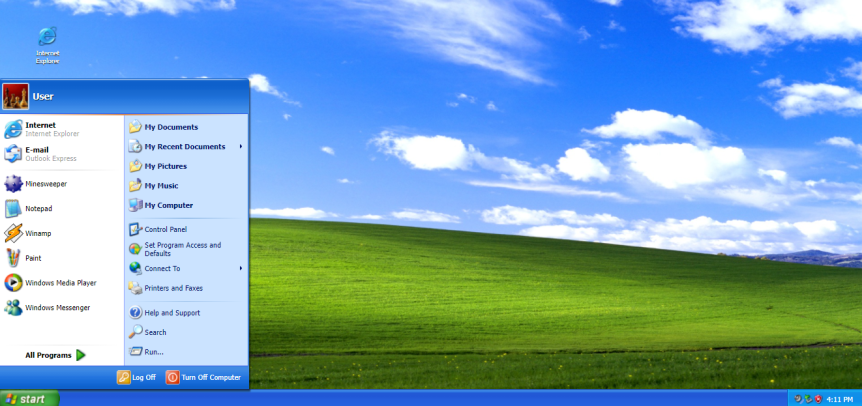 Internet
Explorer
User
Internet
Internet Explorer
E-mail
Outlook Express
Minesweeper
Notepad
Winamp
Paint
Windows Media Player
Windows Messenger
All Programs
My Documents
My Recent Documents
My Pictures
My Music
My Computer
Control Panel
Set Program Access and
Defaults
Connect To
Printers and Faxes
Help and Support
Search
Run...
Log Off
Turn Off Computer
start
4:11 PM